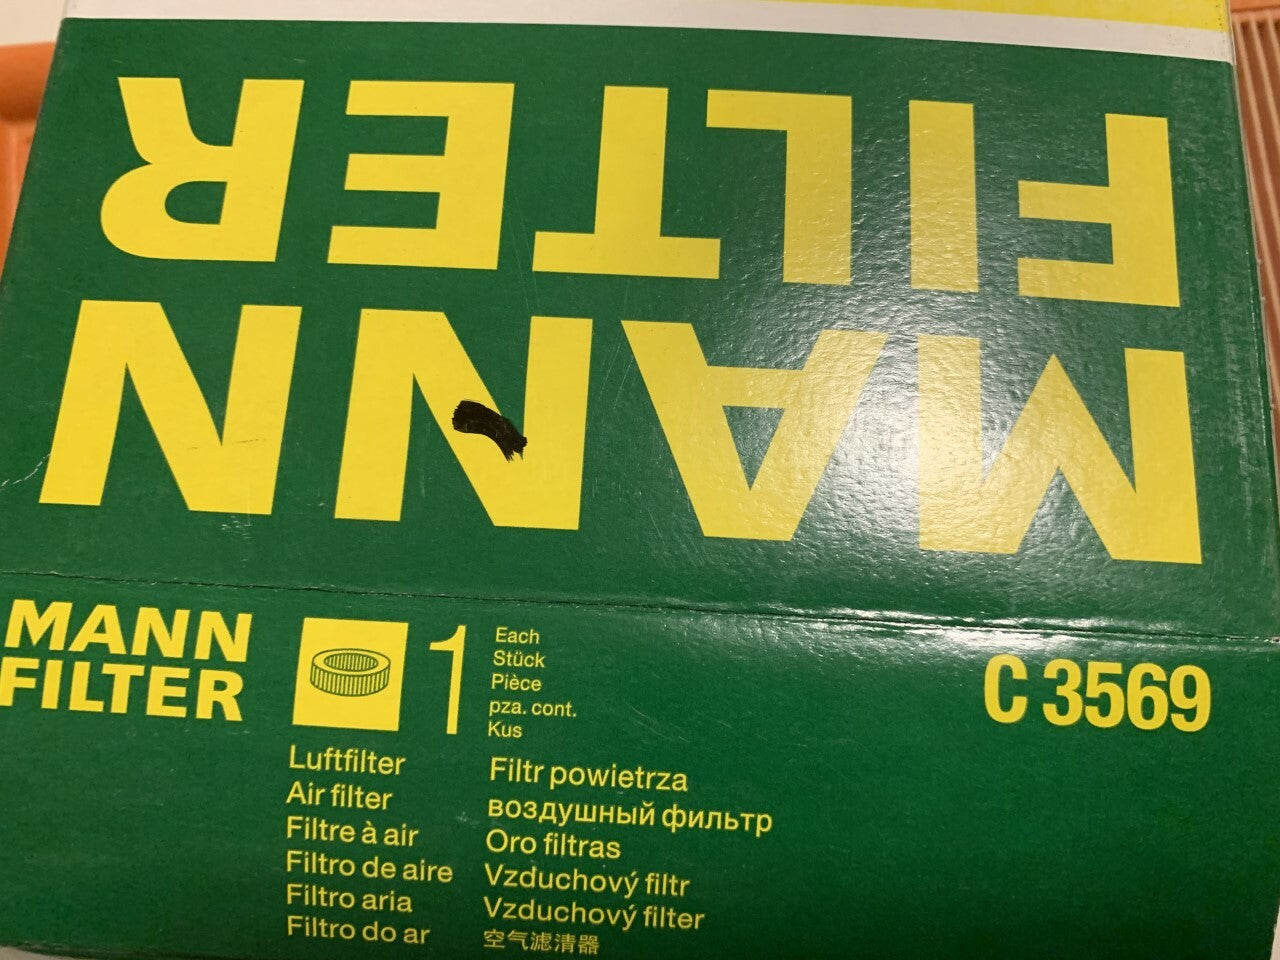 MANN
FILTER
MANN
FILTER
1
Each
Stück
Pièce
pza. cont.
Kus
C 3569
Luftfilter
Air filter
Filtre à air
Filtro de aire
Filtro aria
Filtro do ar
Filtr powietrza
воздушный фильтр
Oro filtras
Vzduchový filtr
Vzduchový filter
空气滤清器